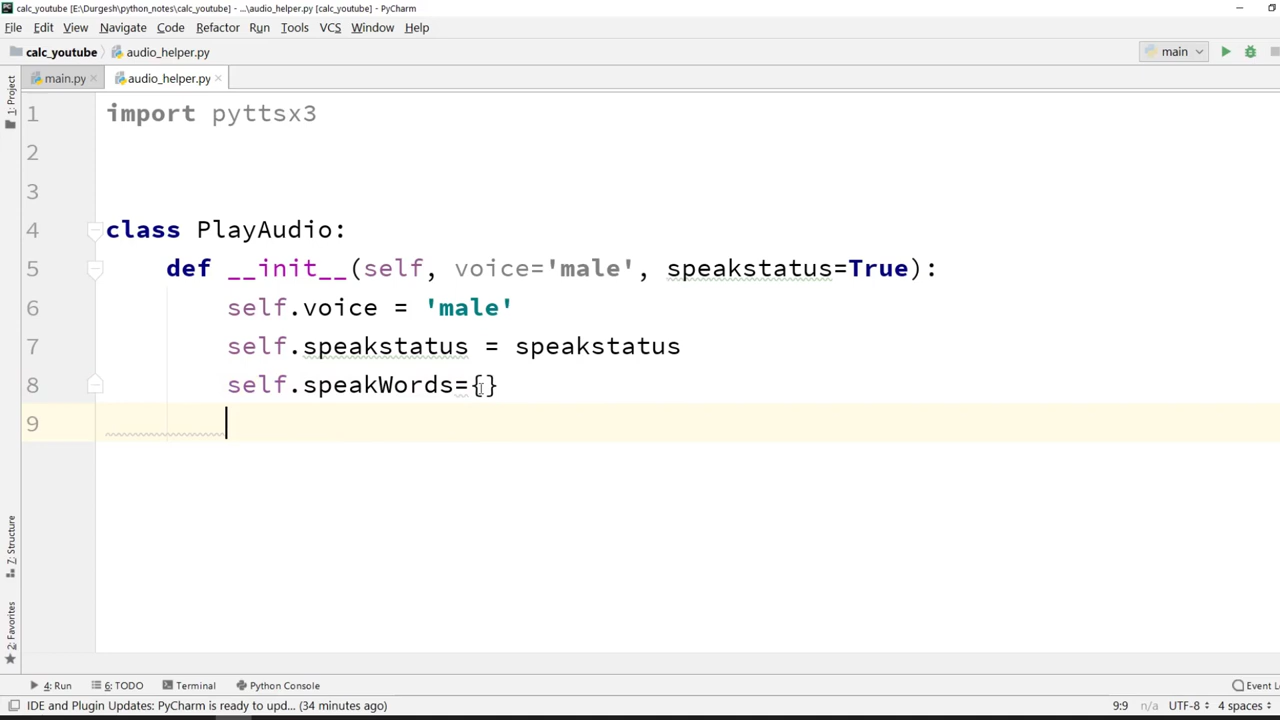 calc_youtube [E:\Durgesh\python_notes\calc_youtube] - ...\audio_helper.py [calc_youtube] - PyCharm
File Edit View Navigate Code Refactor Run Tools VCS Window Help
calc_youtube audio_helper.py main
main.py audio_helper.py
1: Project
1 import pyttsx3
2
3
4 class PlayAudio:
5 def __init__(self, voice='male', speakstatus=True):
6 self.voice = 'male'
7 self.speakstatus = speakstatus
8 self.speakWords={}
9
Z: Structure
2: Favorites
4: Run 6: TODO Terminal Python Console Event L
IDE and Plugin Updates: PyCharm is ready to upd... (34 minutes ago) 9:9 n/a UTF-8 4 spaces